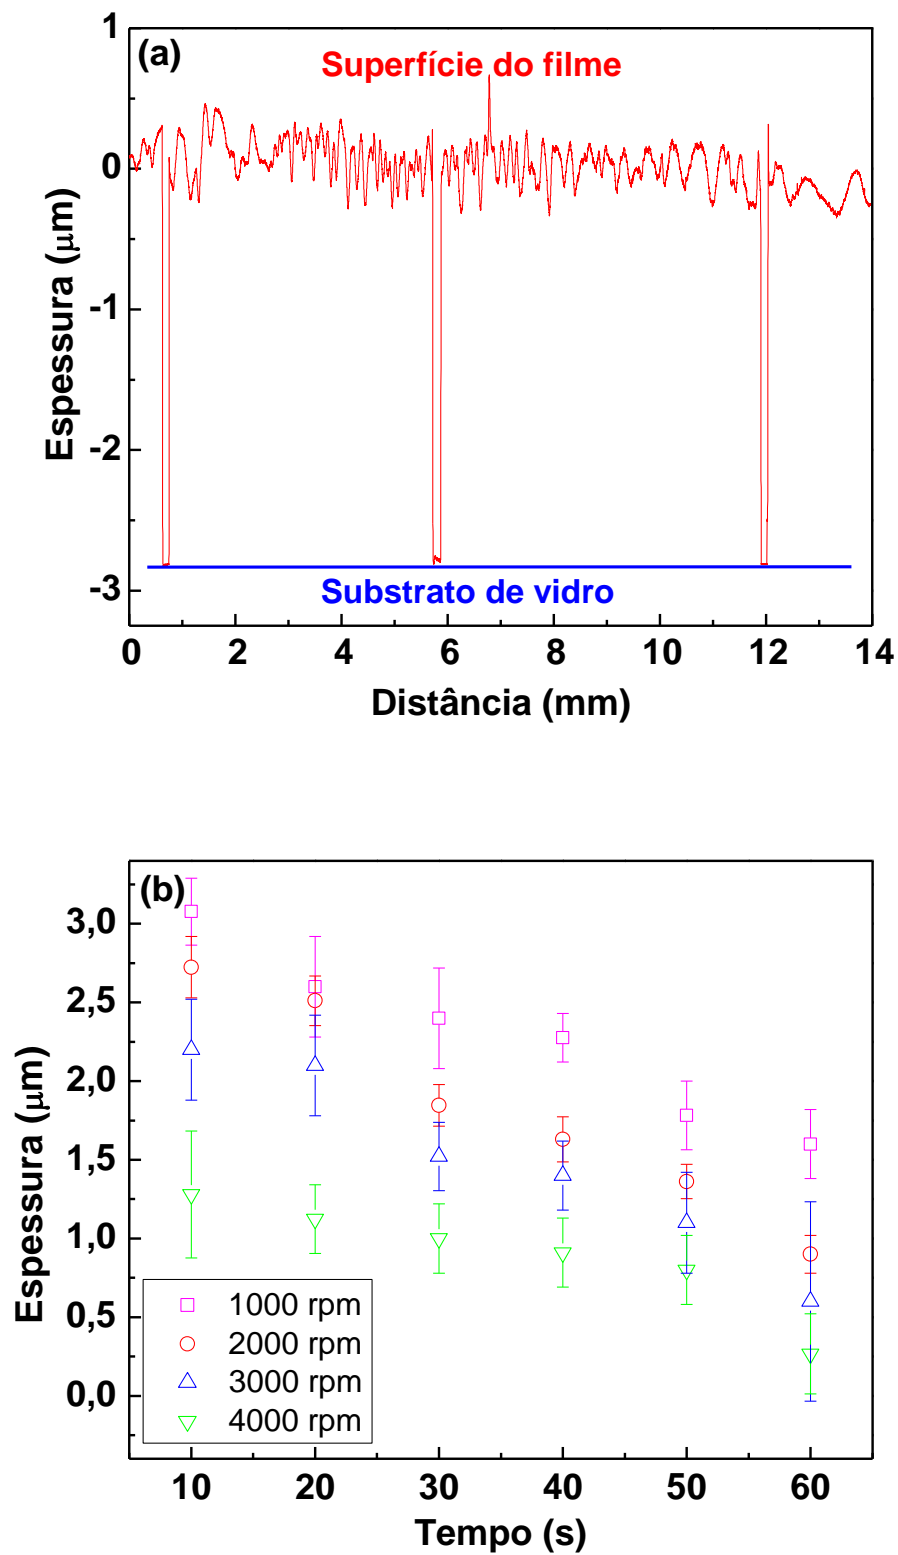 (a)
Superfície do filme
1
0
-1
-2
-3
Espessura (μm)
Substrato de vidro
0 2 4 6 8 10 12 14
Distância (mm)
(b)
3,0
2,5
2,0
1,5
1,0
0,5
0,0
Espessura (μm)
1000 rpm
2000 rpm
3000 rpm
4000 rpm
10 20 30 40 50 60
Tempo (s)